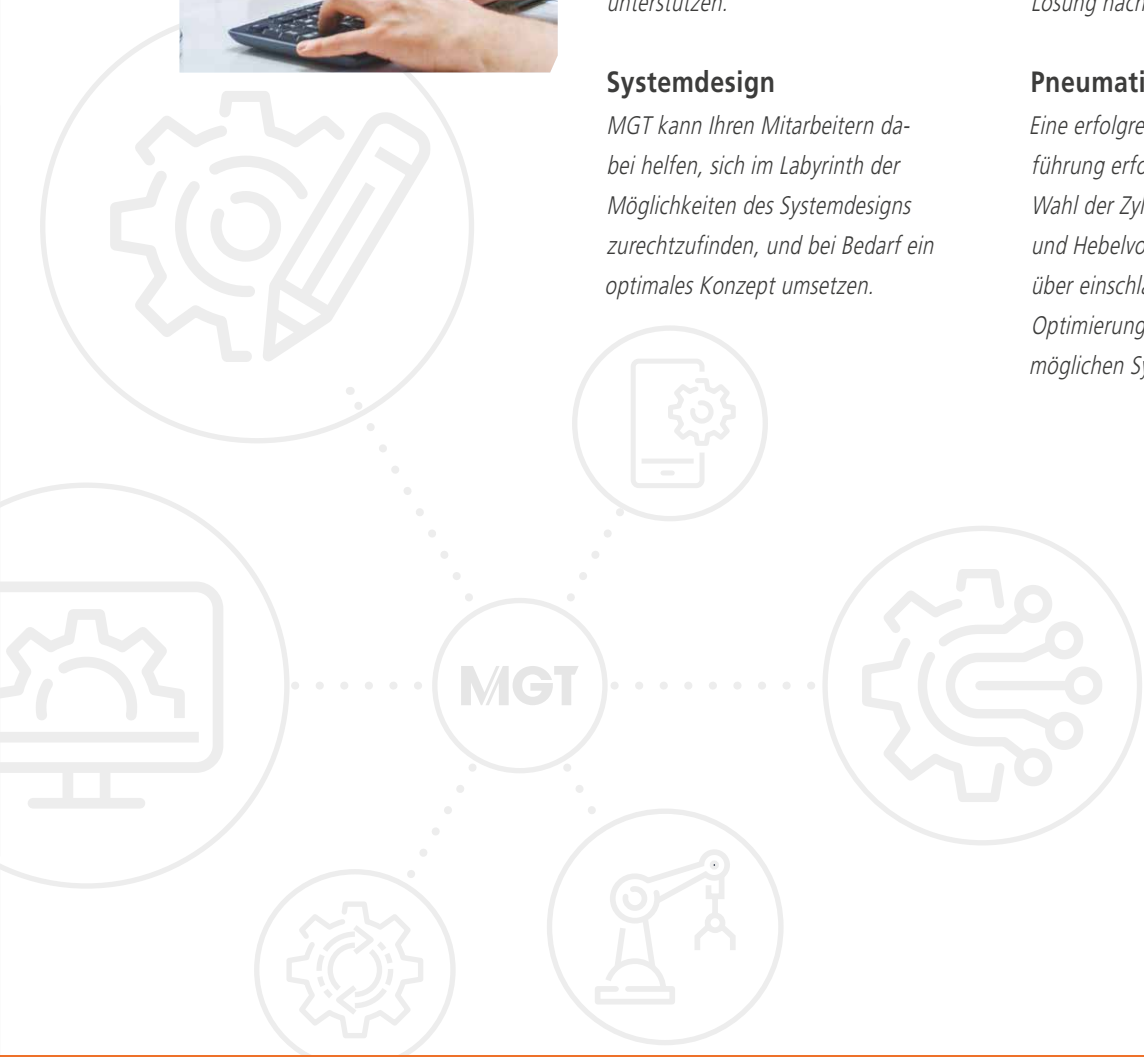 unterstützen.
Systemdesign
MGT kann Ihren Mitarbeitern da-
bei helfen, sich im Labyrinth der
Möglichkeiten des Systemdesigns
zurechtzufinden, und bei Bedarf ein
optimales Konzept umsetzen.
Lösung nach
Pneumati
Eine erfolgre
führung erfo
Wahl der Zyl
und Hebelvo
über einschla
Optimierung
möglichen Sy
MGT